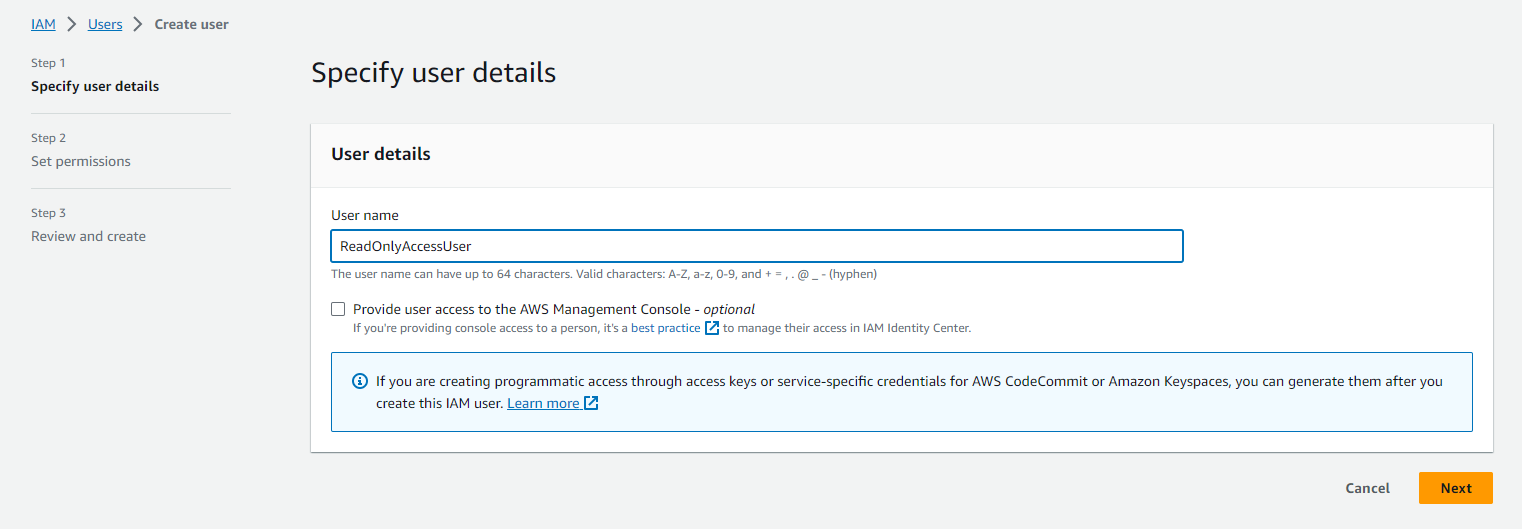 IAM > Users > Create user
Step 1
Specify user details
Step 2
Set permissions
Step 3
Review and create
Specify user details
User details
User name
ReadOnlyAccessUser
The user name can have up to 64 characters. Valid characters: A-Z, a-z, 0-9, and + = , . @ _ - (hyphen)
Provide user access to the AWS Management Console - optional
If you're providing console access to a person, it's a best practice to manage their access in IAM Identity Center.
If you are creating programmatic access through access keys or service-specific credentials for AWS CodeCommit or Amazon Keyspaces, you can generate them after you
create this IAM user. Learn more
Cancel
Next